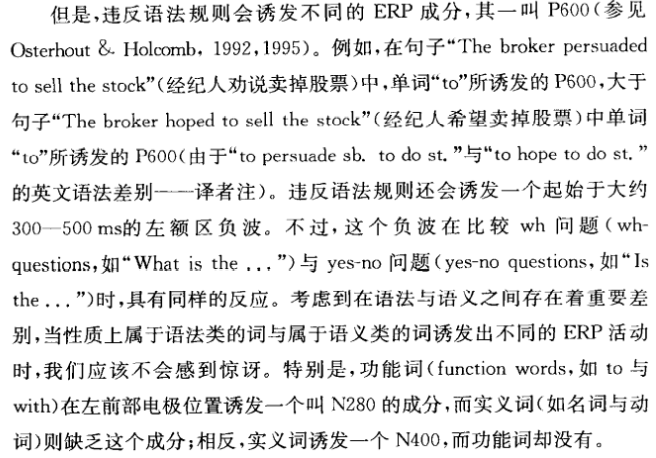 但是,违反语法规则会诱发不同的 ERP 成分,其一叫 P600(参见
Osterhout & Holcomb, 1992,1995)。例如,在句子“The broker persuaded
to sell the stock”(经纪人劝说卖掉股票)中,单词“to”所诱发的 P600,大于
句子“The broker hoped to sell the stock”(经纪人希望卖掉股票)中单词
“to”所诱发的 P600(由于“to persuade sb. to do st.”与“to hope to do st.”
的英文语法差别——译者注)。违反语法规则还会诱发一个起始于大约
300—500 ms的左额区负波。不过,这个负波在比较 wh 问题(wh-
questions,如“What is the ...”)与 yes-no 问题(yes-no questions,如“Is
the ...”)时,具有同样的反应。考虑到在语法与语义之间存在着重要差
别,当性质上属于语法类的词与属于语义类的词诱发出不同的 ERP 活动
时,我们应该不会感到惊讶。特别是,功能词(function words,如 to 与
with)在左前部电极位置诱发一个叫 N280 的成分,而实义词(如名词与动
词)则缺乏这个成分;相反,实义词诱发一个 N400,而功能词却没有。